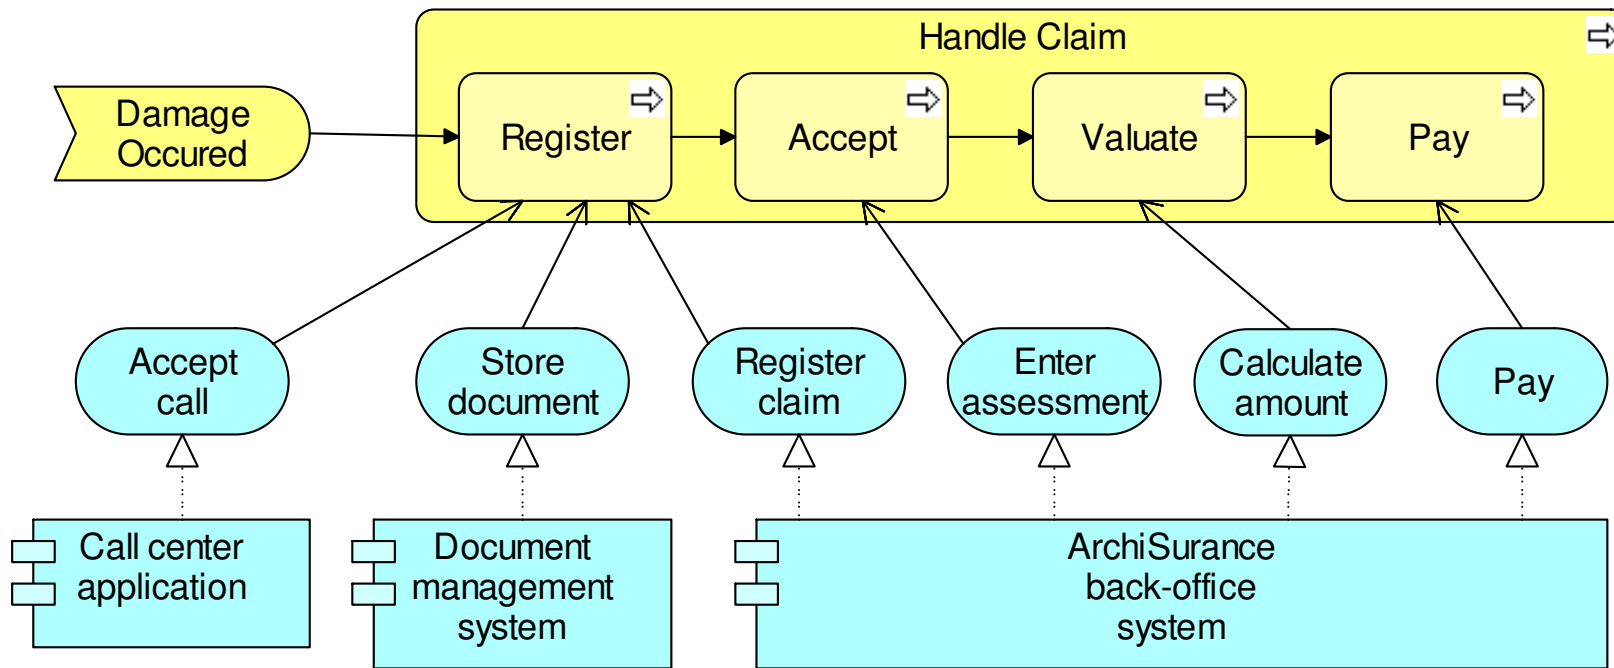 Handle Claim
Damage
Occured
Register
Accept
Valuate
Pay
Accept
call
Store
document
Register
claim
Enter
assessment
Calculate
amount
Pay
Call center
application
Document
management
system
ArchiSurance
back-office
system